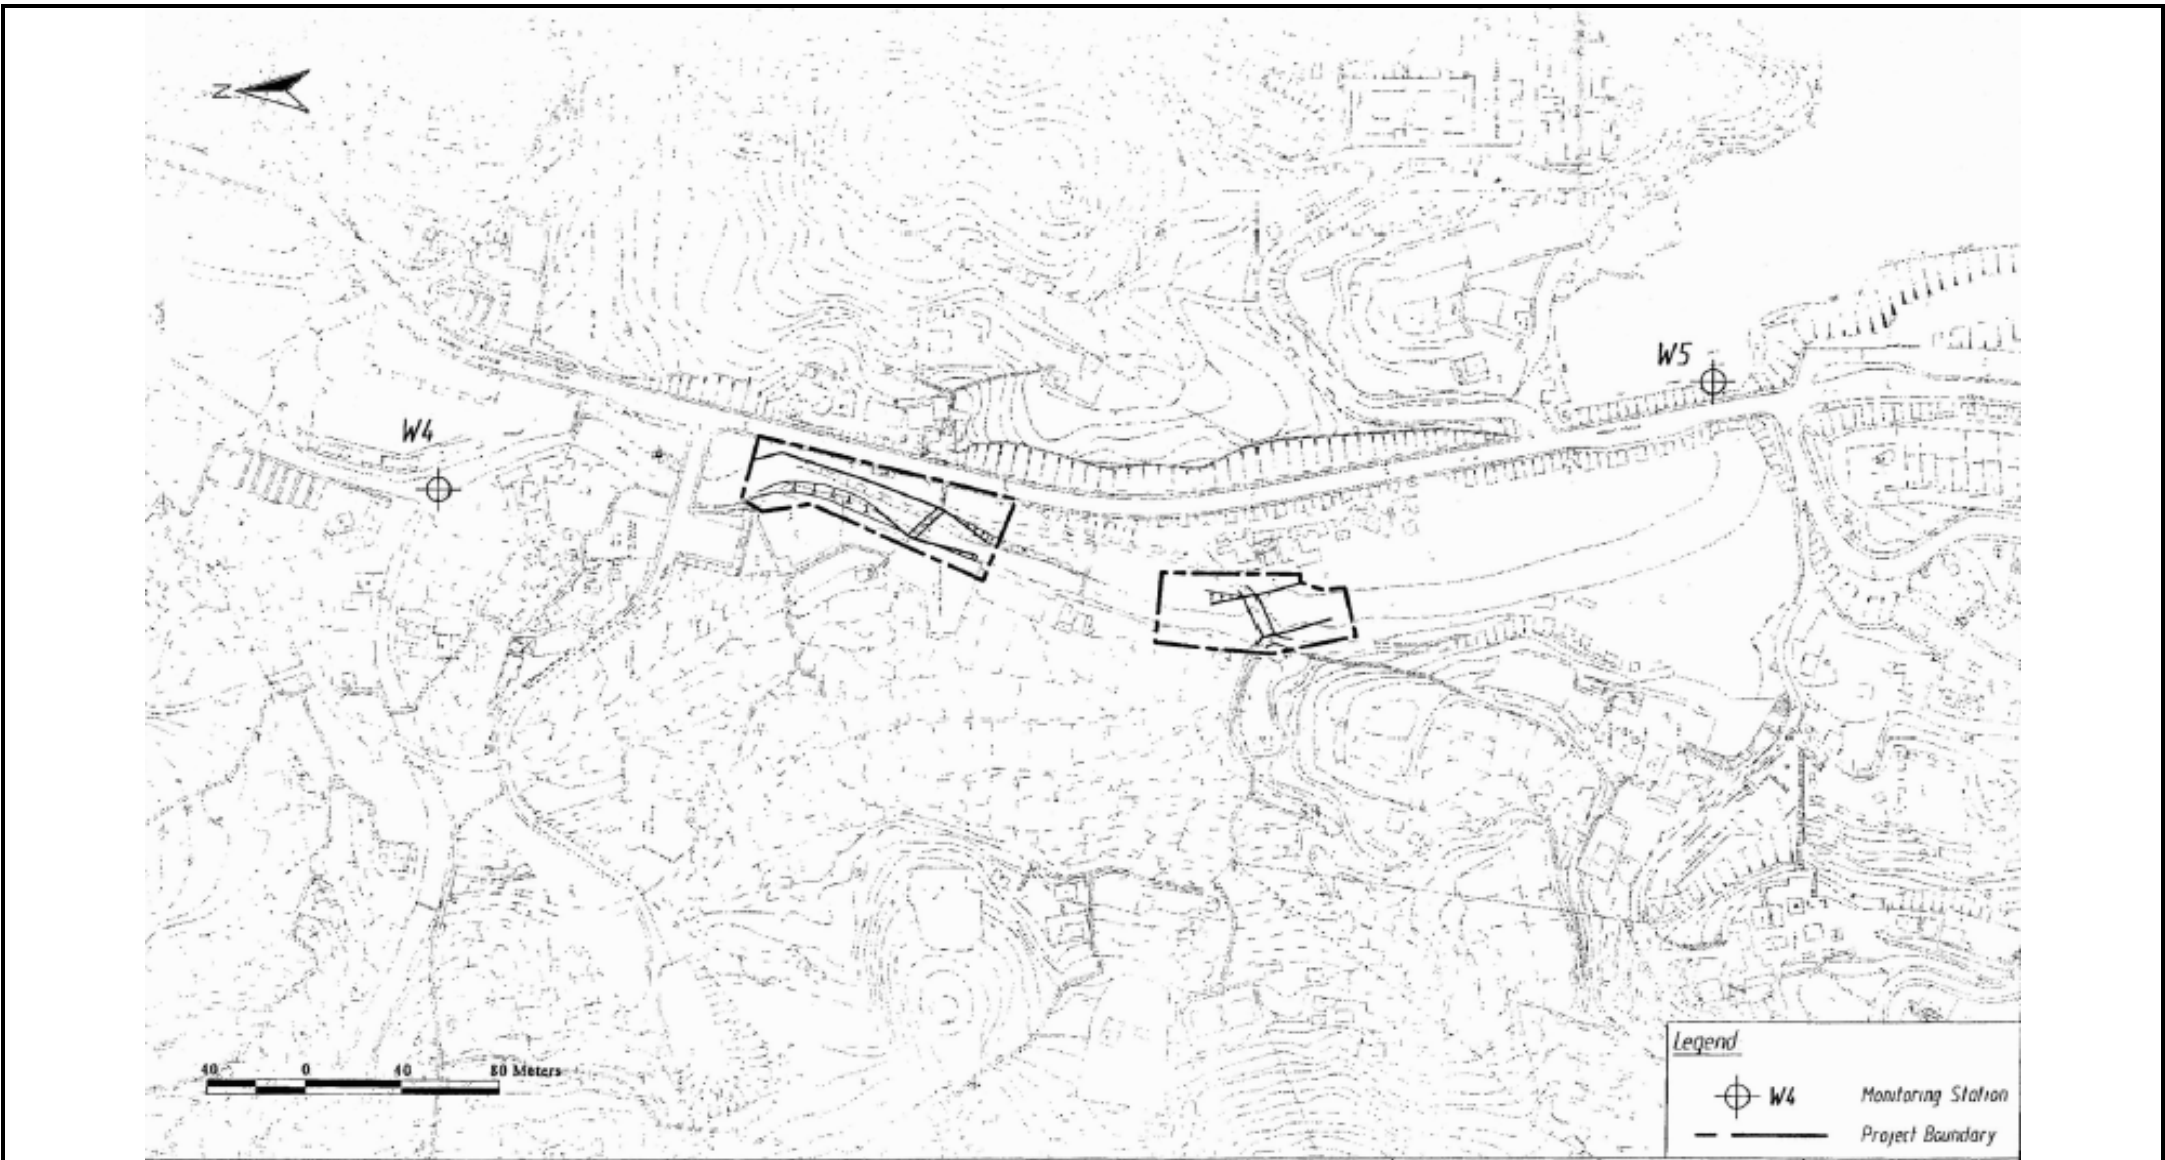 N
W5
W4
40 0 40 80 Meters
Legend
W4 Monitoring Station
Project Boundary